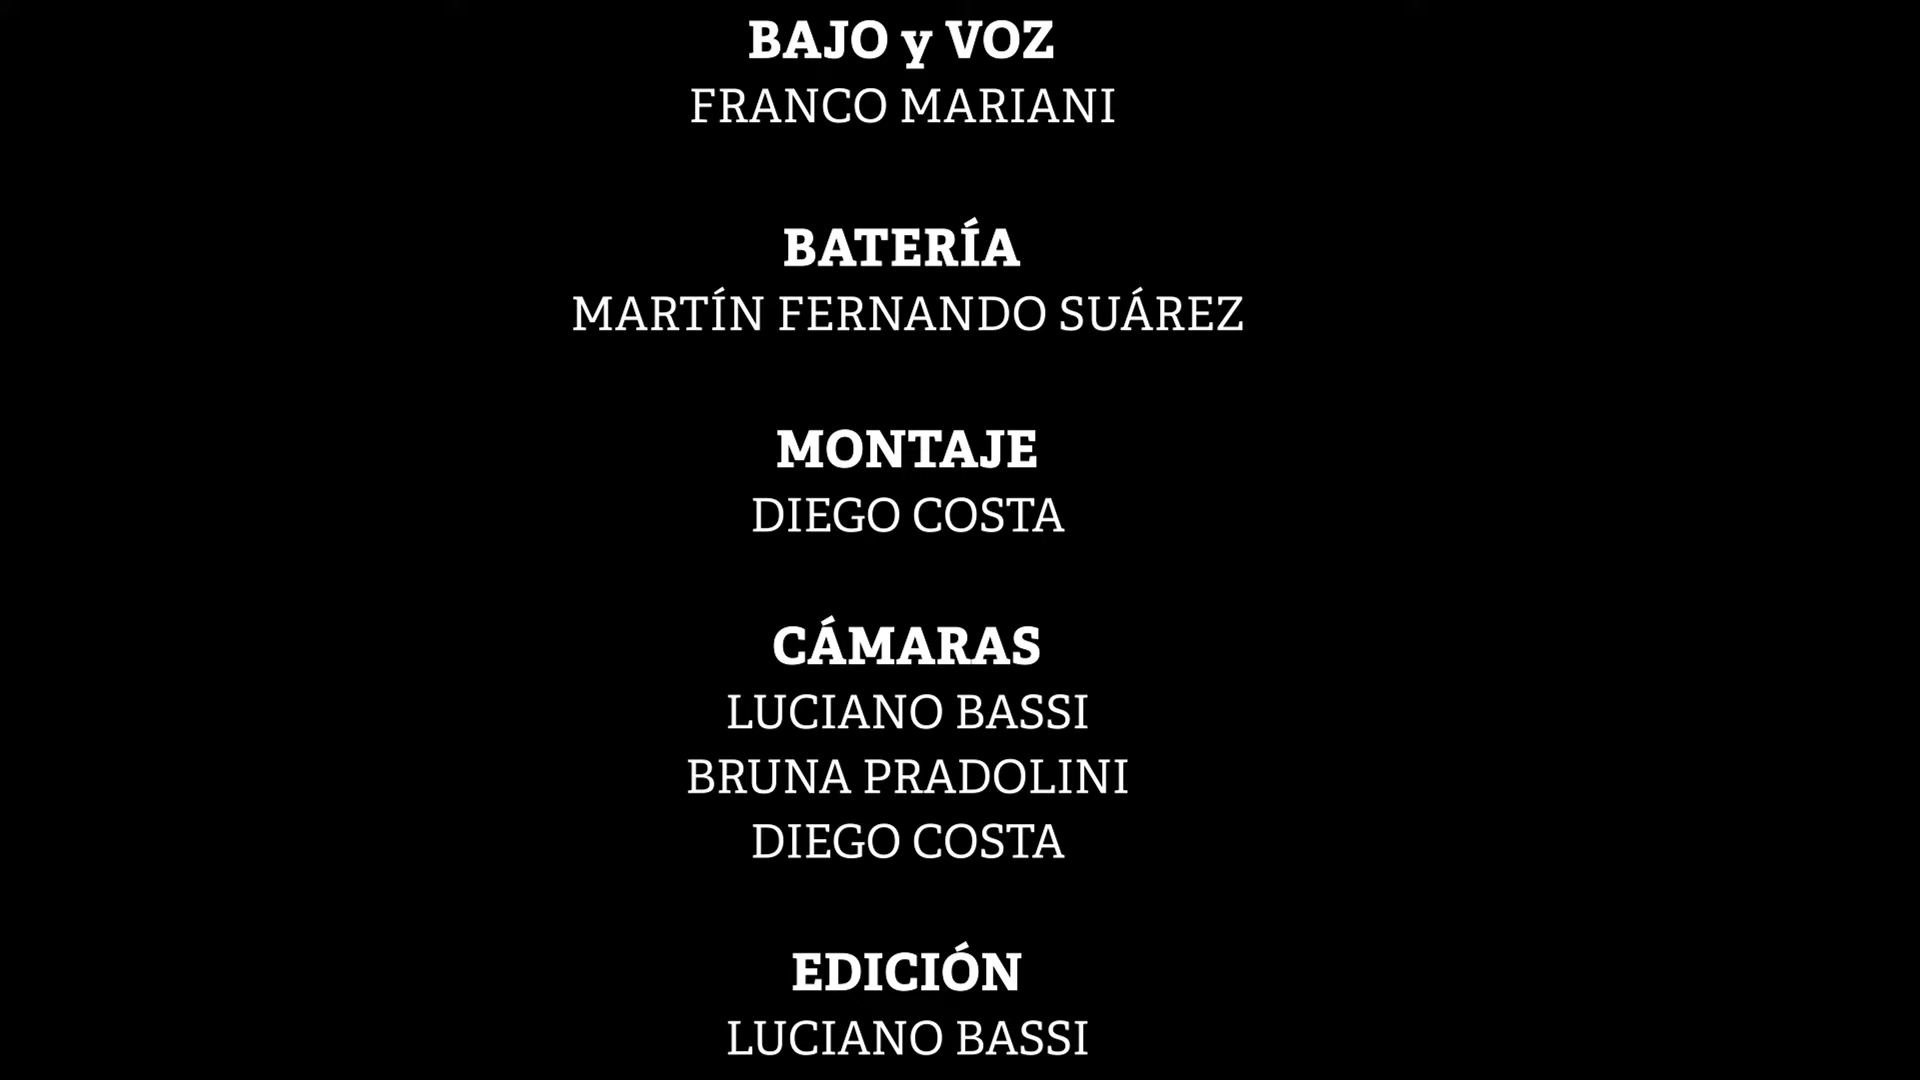 BAJO y VOZ
FRANCO MARIANI
BATERÍA
MARTÍN FERNANDO SUÁREZ
MONTAJE
DIEGO COSTA
CÁMARAS
LUCIANO BASSI
BRUNA PRADOLINI
DIEGO COSTA
EDICIÓN
LUCIANO BASSI